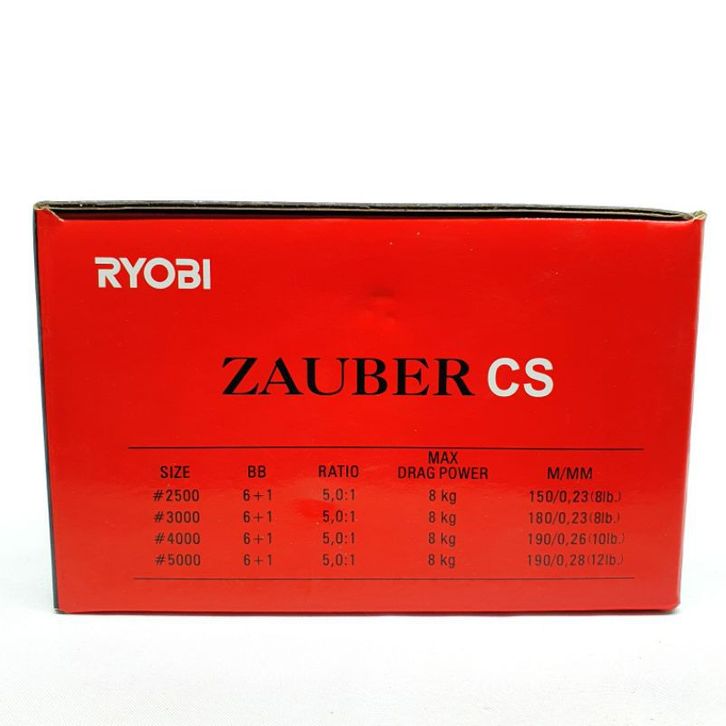 RYOBI
ZAUBER CS
SIZE BB RATIO MAX DRAG POWER M/MM
#2500 6+1 5,0:1 8 kg 150/0,23(8lb.)
#3000 6+1 5,0:1 8 kg 180/0,23(8lb.)
#4000 6+1 5,0:1 8 kg 190/0,26(10lb.)
#5000 6+1 5,0:1 8 kg 190/0,28(12lb.)